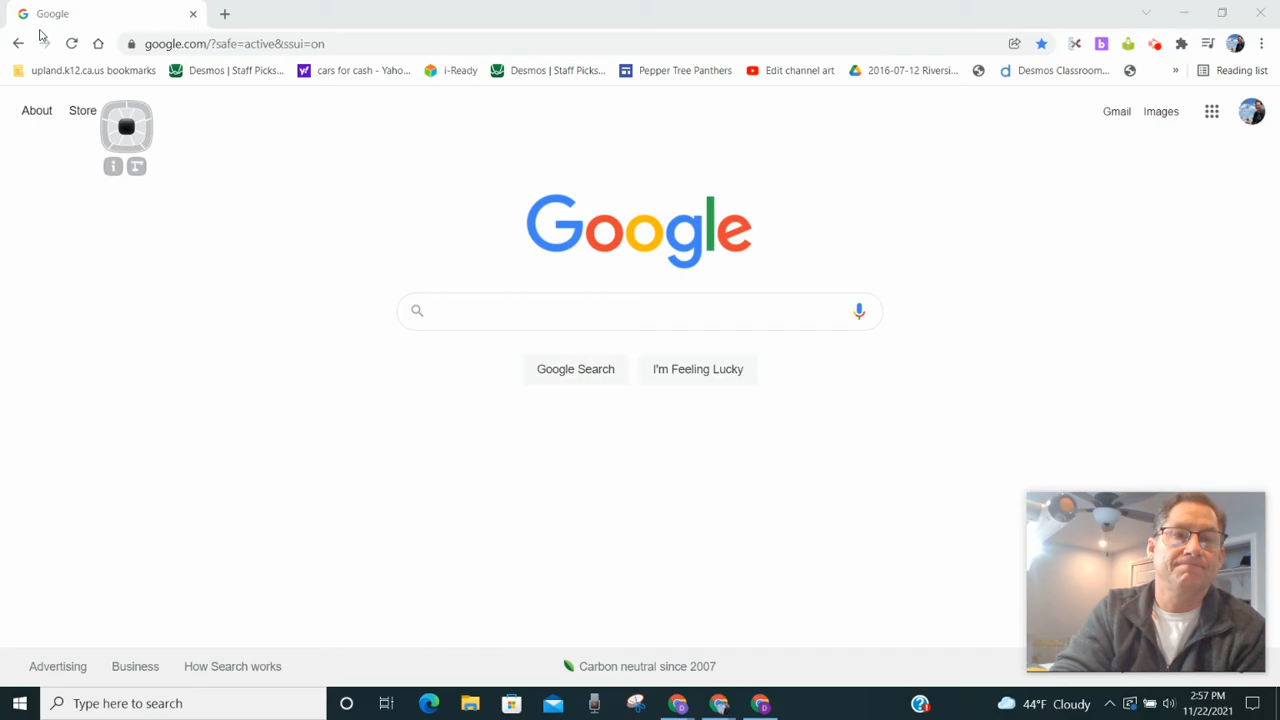 Google
google.com/?safe=active&ssui=on
upland.k12.ca.us bookmarks
Desmos | Staff Picks...
cars for cash - Yaho...
i-Ready
Desmos | Staff Picks...
Pepper Tree Panthers
Edit channel art
2016-07-12 Riversi...
Desmos Classroom...
»
Reading list
About
Store
Gmail
Images
Google
Google Search
I'm Feeling Lucky
Advertising
Business
How Search works
Carbon neutral since 2007
Type here to search
44°F Cloudy
2:57 PM
11/22/2021